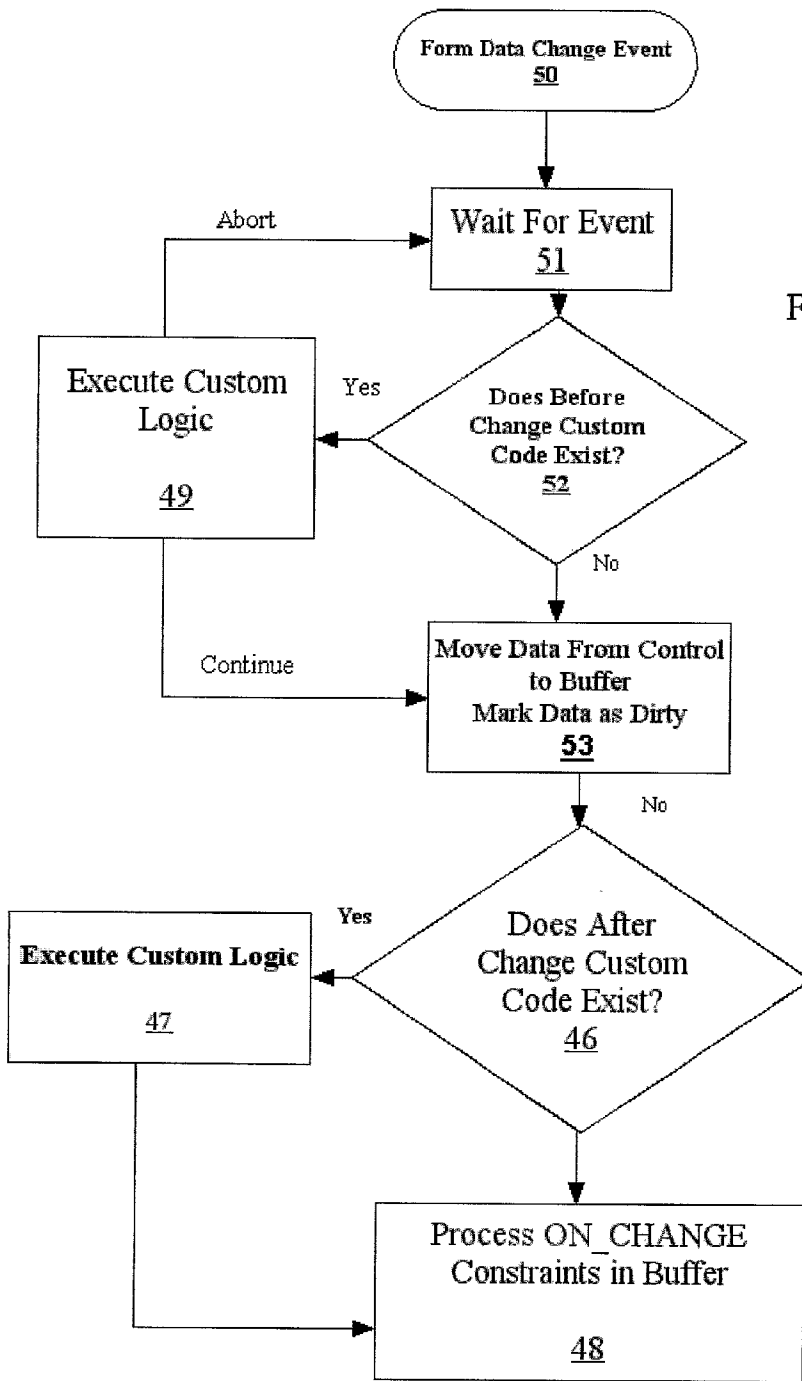 Form Data Change Event
50
Abort
Wait For Event
51
F
Execute Custom
Logic
49
Yes
Does Before
Change Custom
Code Exist?
52
No
Continue
Move Data From Control
to Buffer
Mark Data as Dirty
53
No
Execute Custom Logic
47
Yes
Does After
Change Custom
Code Exist?
46
Process ON_CHANGE
Constraints in Buffer
48